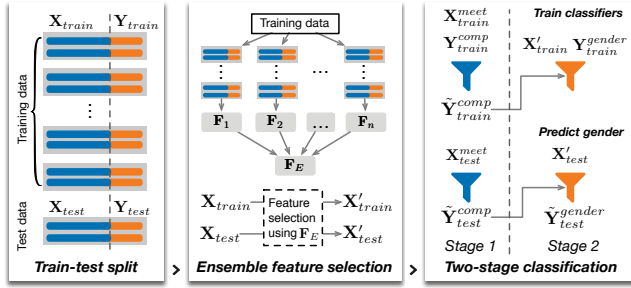 X_train Y_train
Training data
⋮
X_test Y_test
Test data
Train-test split
>
Training data
⋮ ⋮ ... ⋮
F_1 F_2 ... F_n
F_E
X_train Feature selection using F_E X′_train
X_test X′_test
Ensemble feature selection
>
X^meet_train Train classifiers
Y^comp_train X′_train Y^gender_train
Ỹ^comp_train
Predict gender
X^meet_test X′_test
Ỹ^comp_test Ỹ^gender_test
Stage 1 Stage 2
Two-stage classification